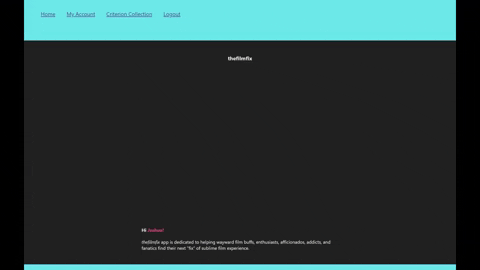 Home My Account Criterion Collection Logout
thefilmfix
Hi Joshua!
thefilmfix app is dedicated to helping wayward film buffs, enthusiasts, afficionados, addicts, and
fanatics find their next "fix" of sublime film experience.